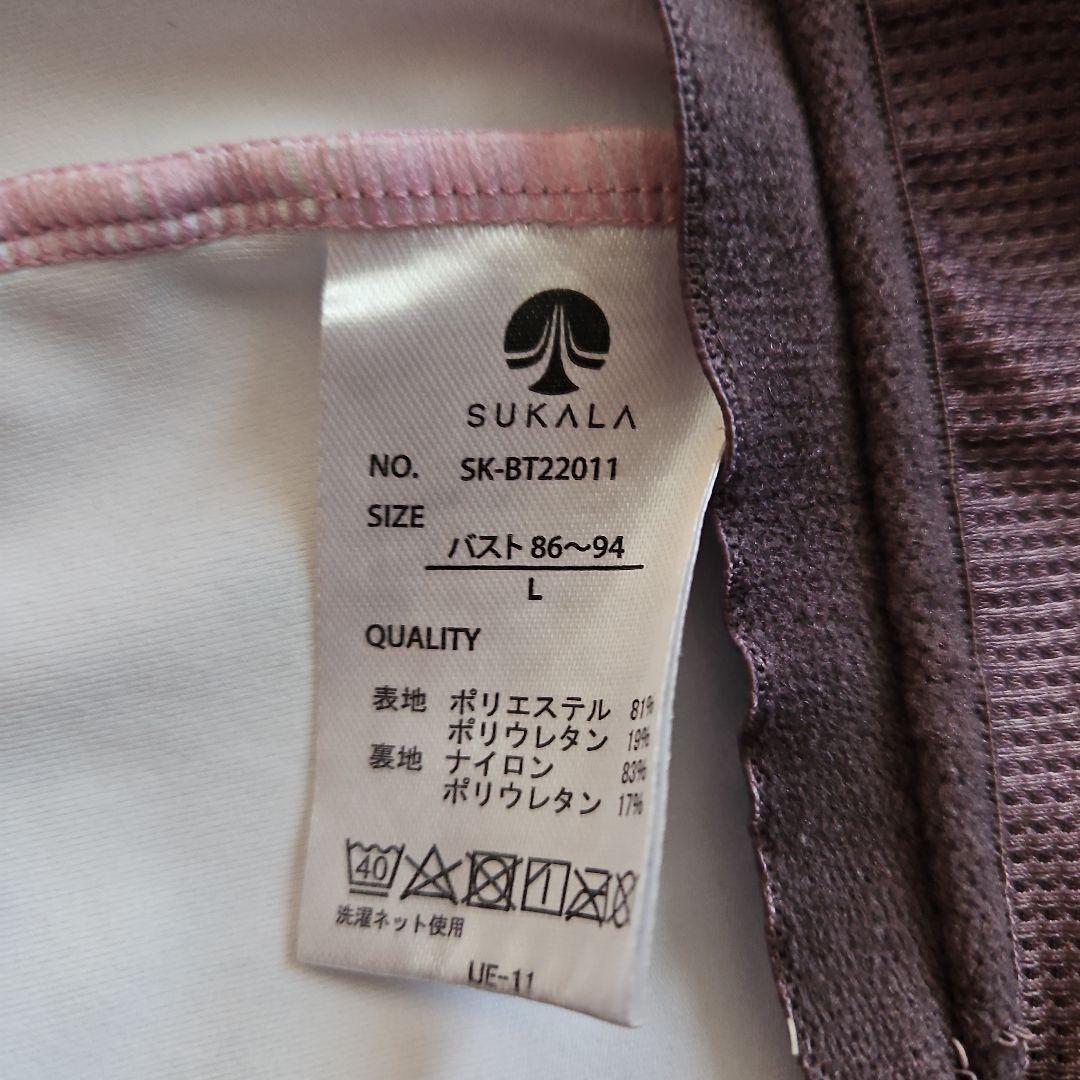 SUKALA
NO. SK-BT22011
SIZE
バスト 86～94
L
QUALITY
表地 ポリエステル 81%
ポリウレタン 19%
裏地 ナイロン 83%
ポリウレタン 17%
40
洗濯ネット使用